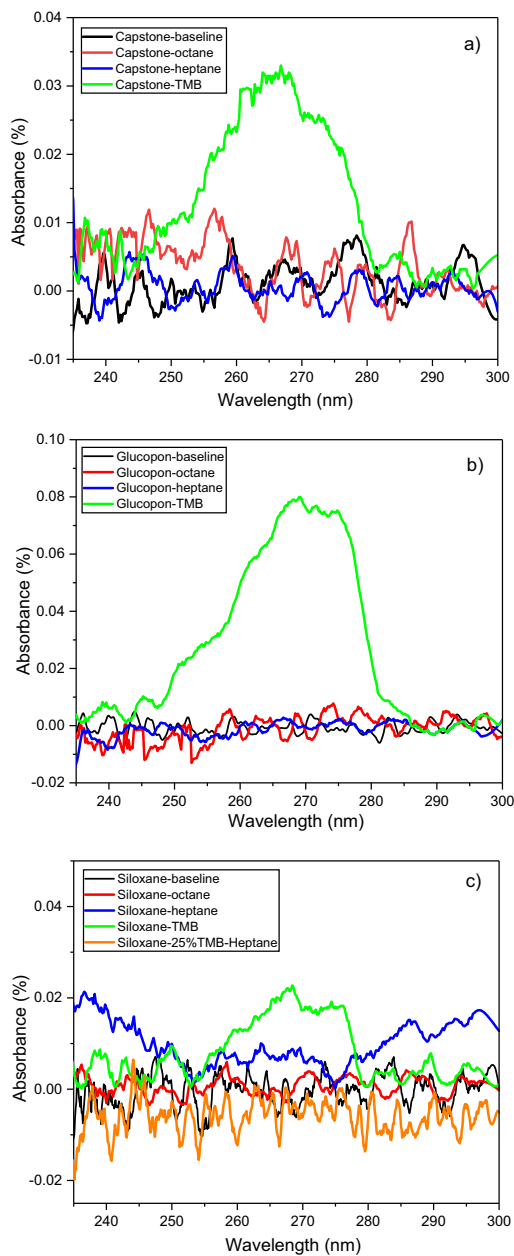 a)
Capstone-baseline
Capstone-octane
Capstone-heptane
Capstone-TMB
Absorbance (%)
0.04
0.03
0.02
0.01
0.00
-0.01
240 250 260 270 280 290 300
Wavelength (nm)
b)
Glucopon-baseline
Glucopon-octane
Glucopon-heptane
Glucopon-TMB
Absorbance (%)
0.10
0.08
0.06
0.04
0.02
0.00
-0.02
240 250 260 270 280 290 300
Wavelength (nm)
c)
Siloxane-baseline
Siloxane-octane
Siloxane-heptane
Siloxane-TMB
Siloxane-25%TMB-Heptane
Absorbance (%)
0.04
0.02
0.00
-0.02
240 250 260 270 280 290 300
Wavelength (nm)